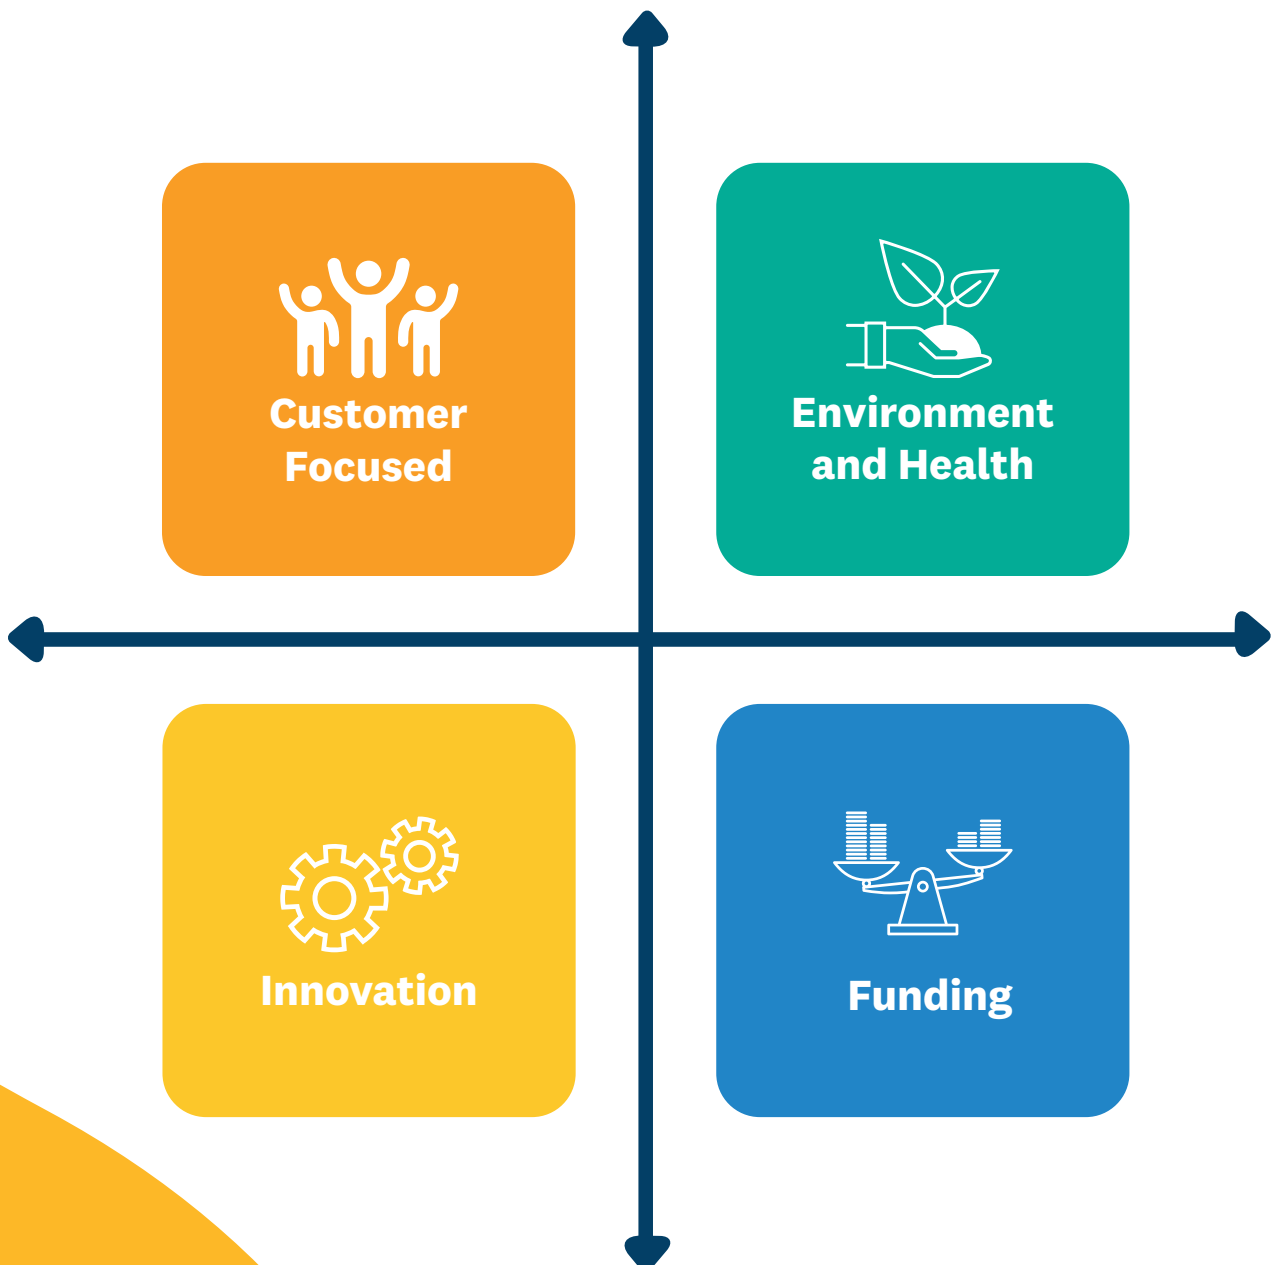 Customer
Focused
Environment
and Health
Innovation
Funding